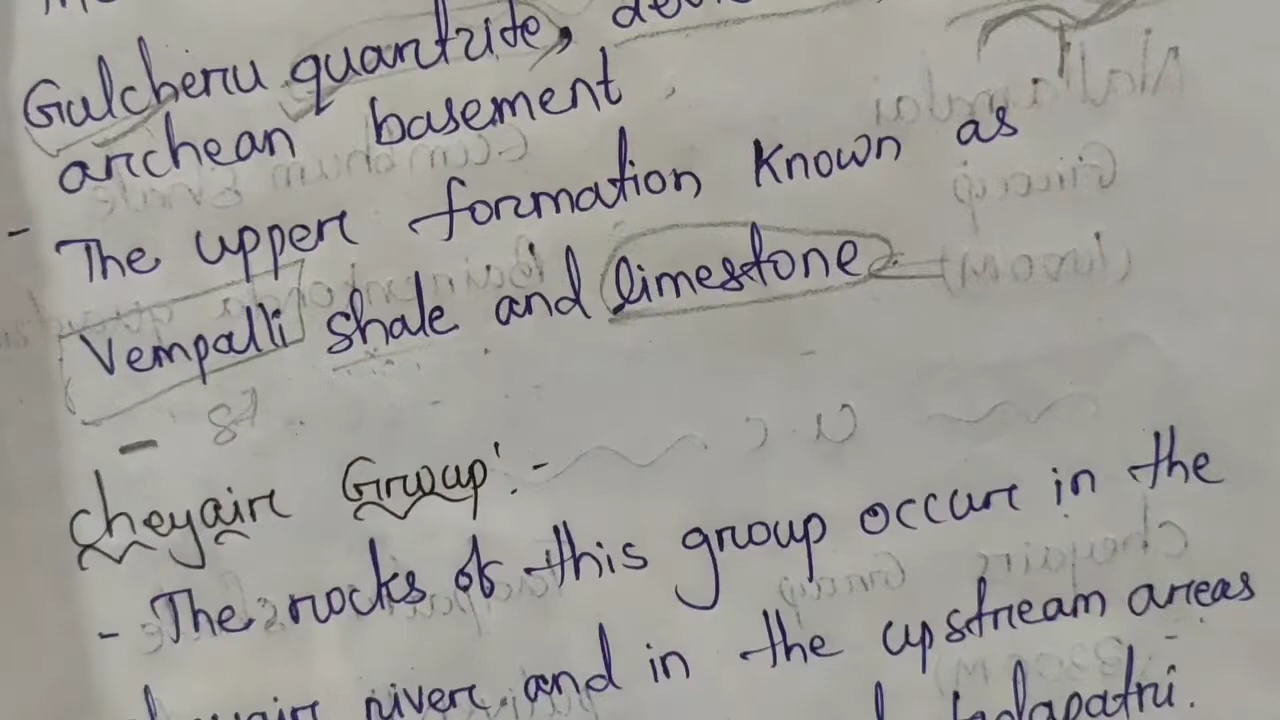 Gulcheru quartzite,
archean basement
- The upper formation known as
Vempalli shale and limestone
cheyair Group:-
- The rocks of this group occur in the
river and in the upstream areas